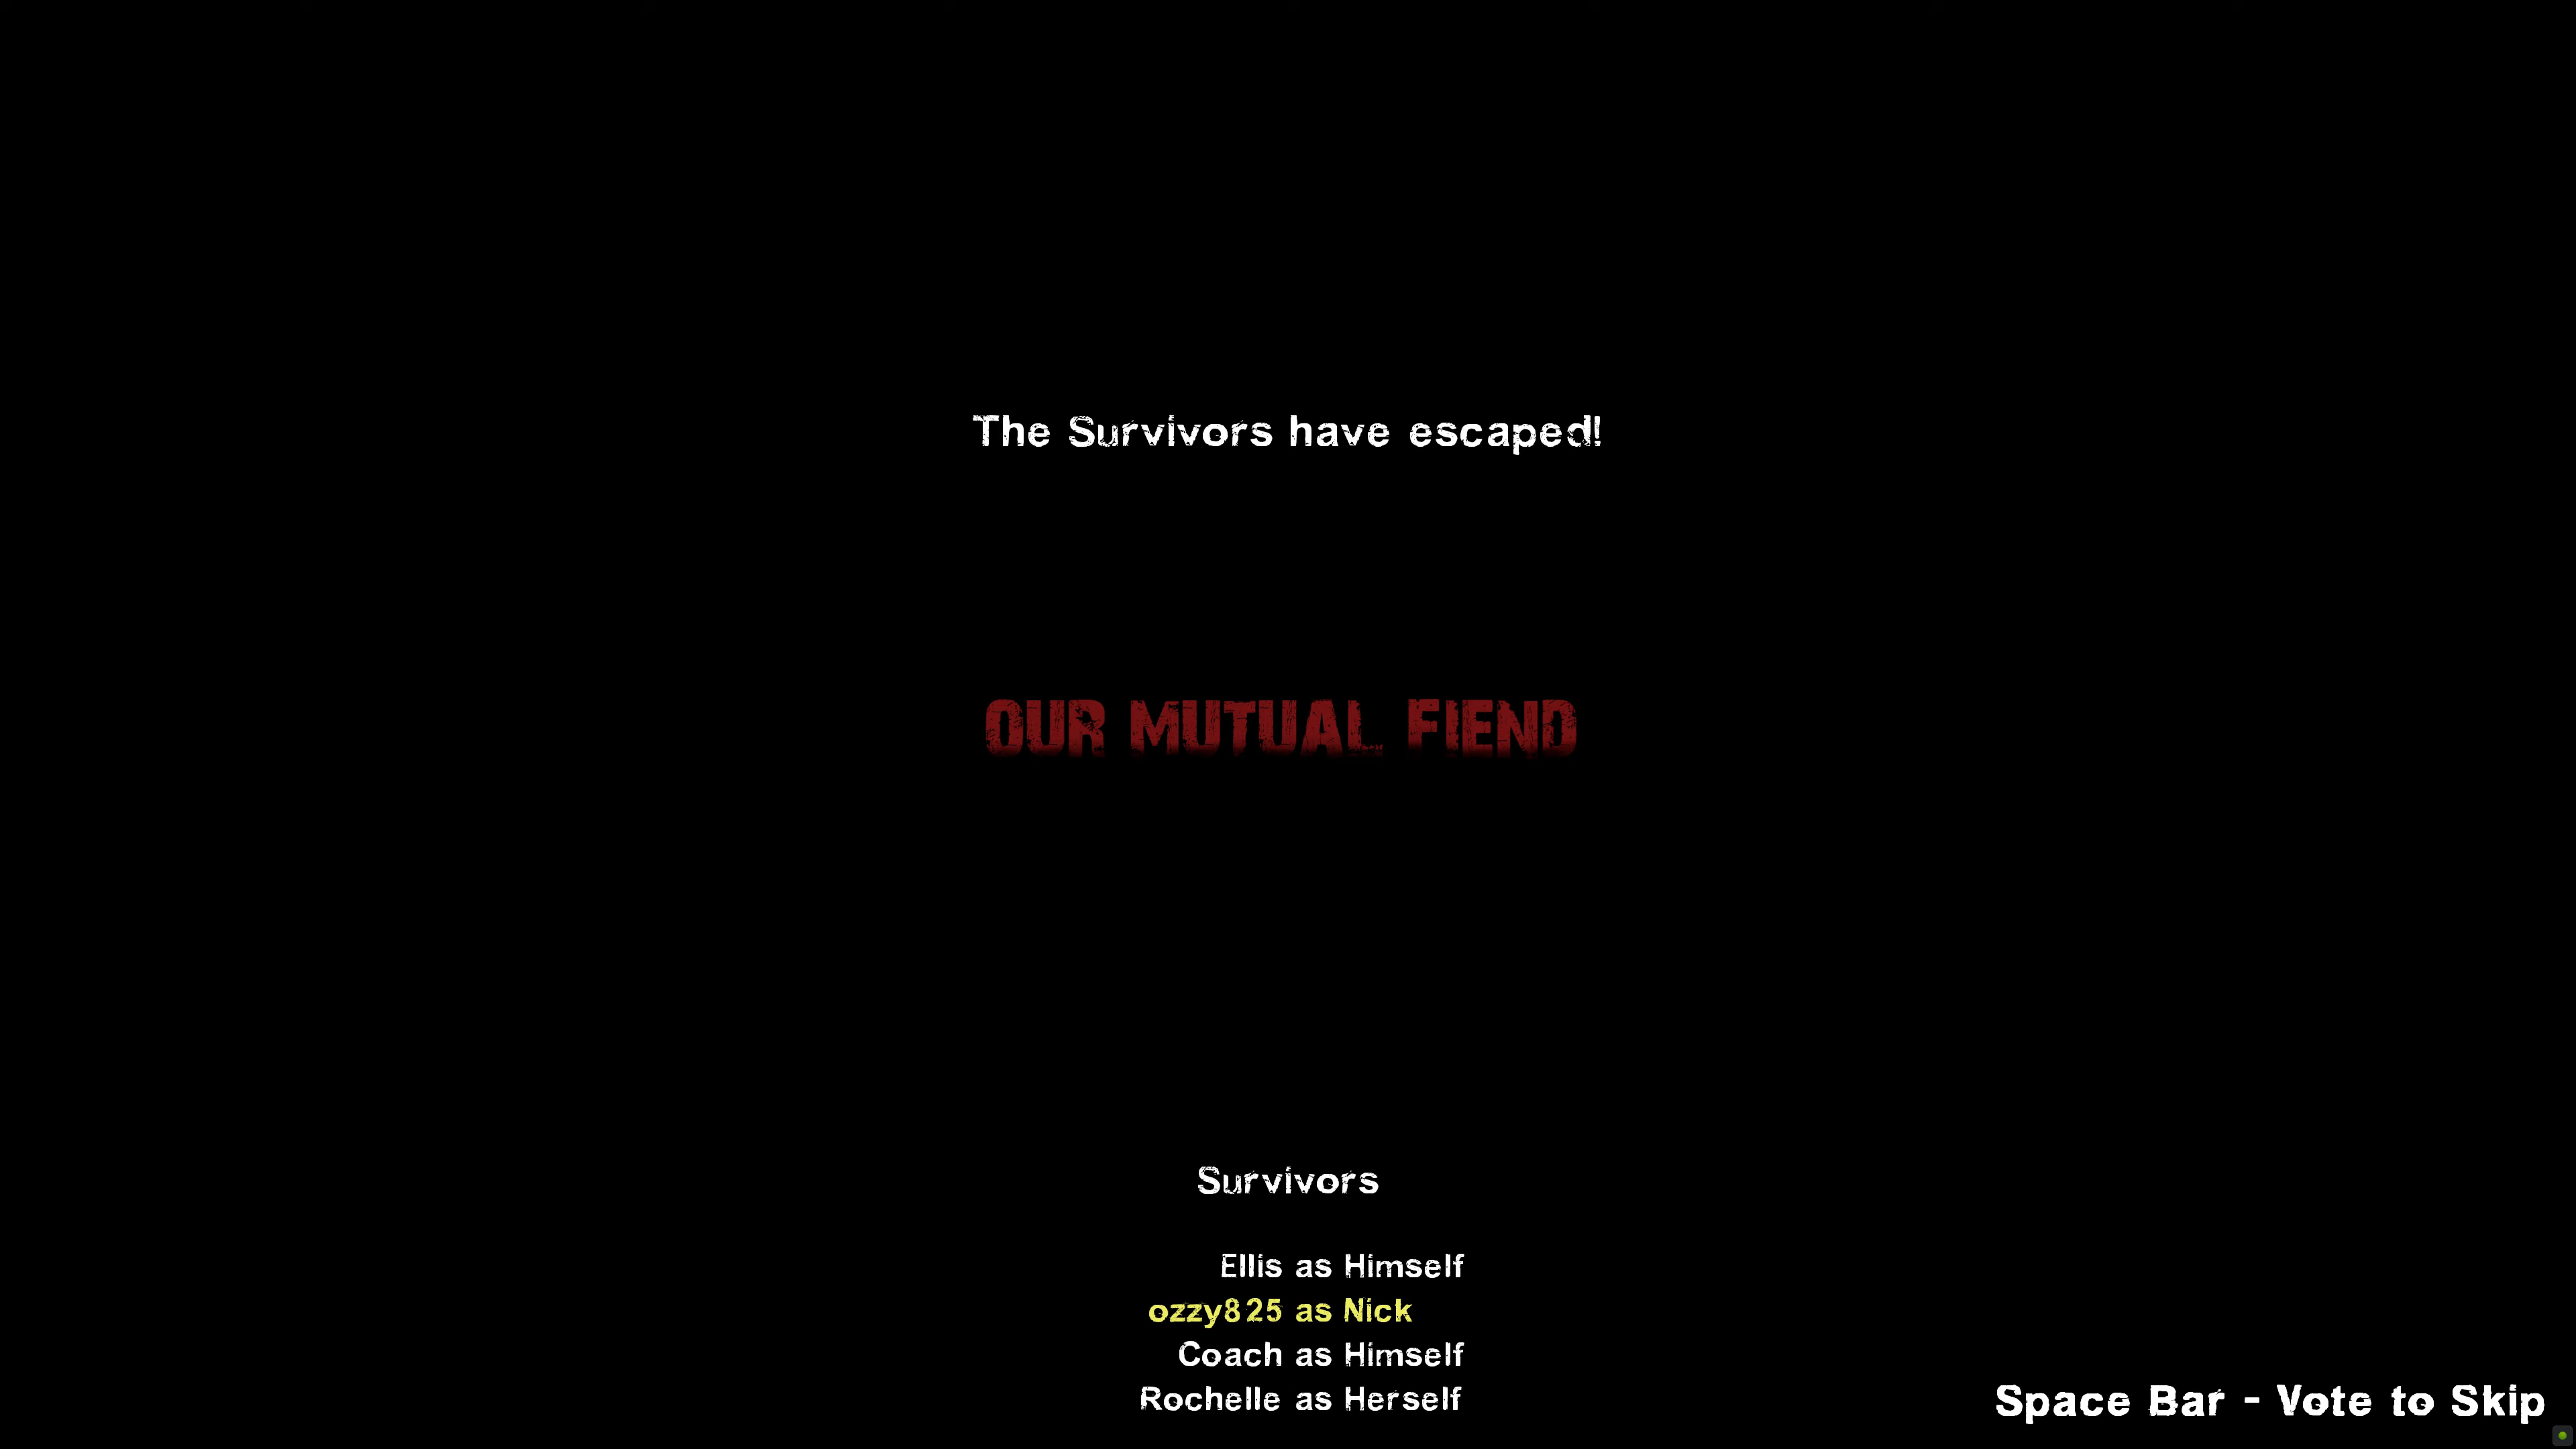 The Survivors have escaped!
OUR MUTUAL FIEND
Survivors
Ellis as Himself
ozzy825 as Nick
Coach as Himself
Rochelle as Herself
Space Bar - Vote to Skip